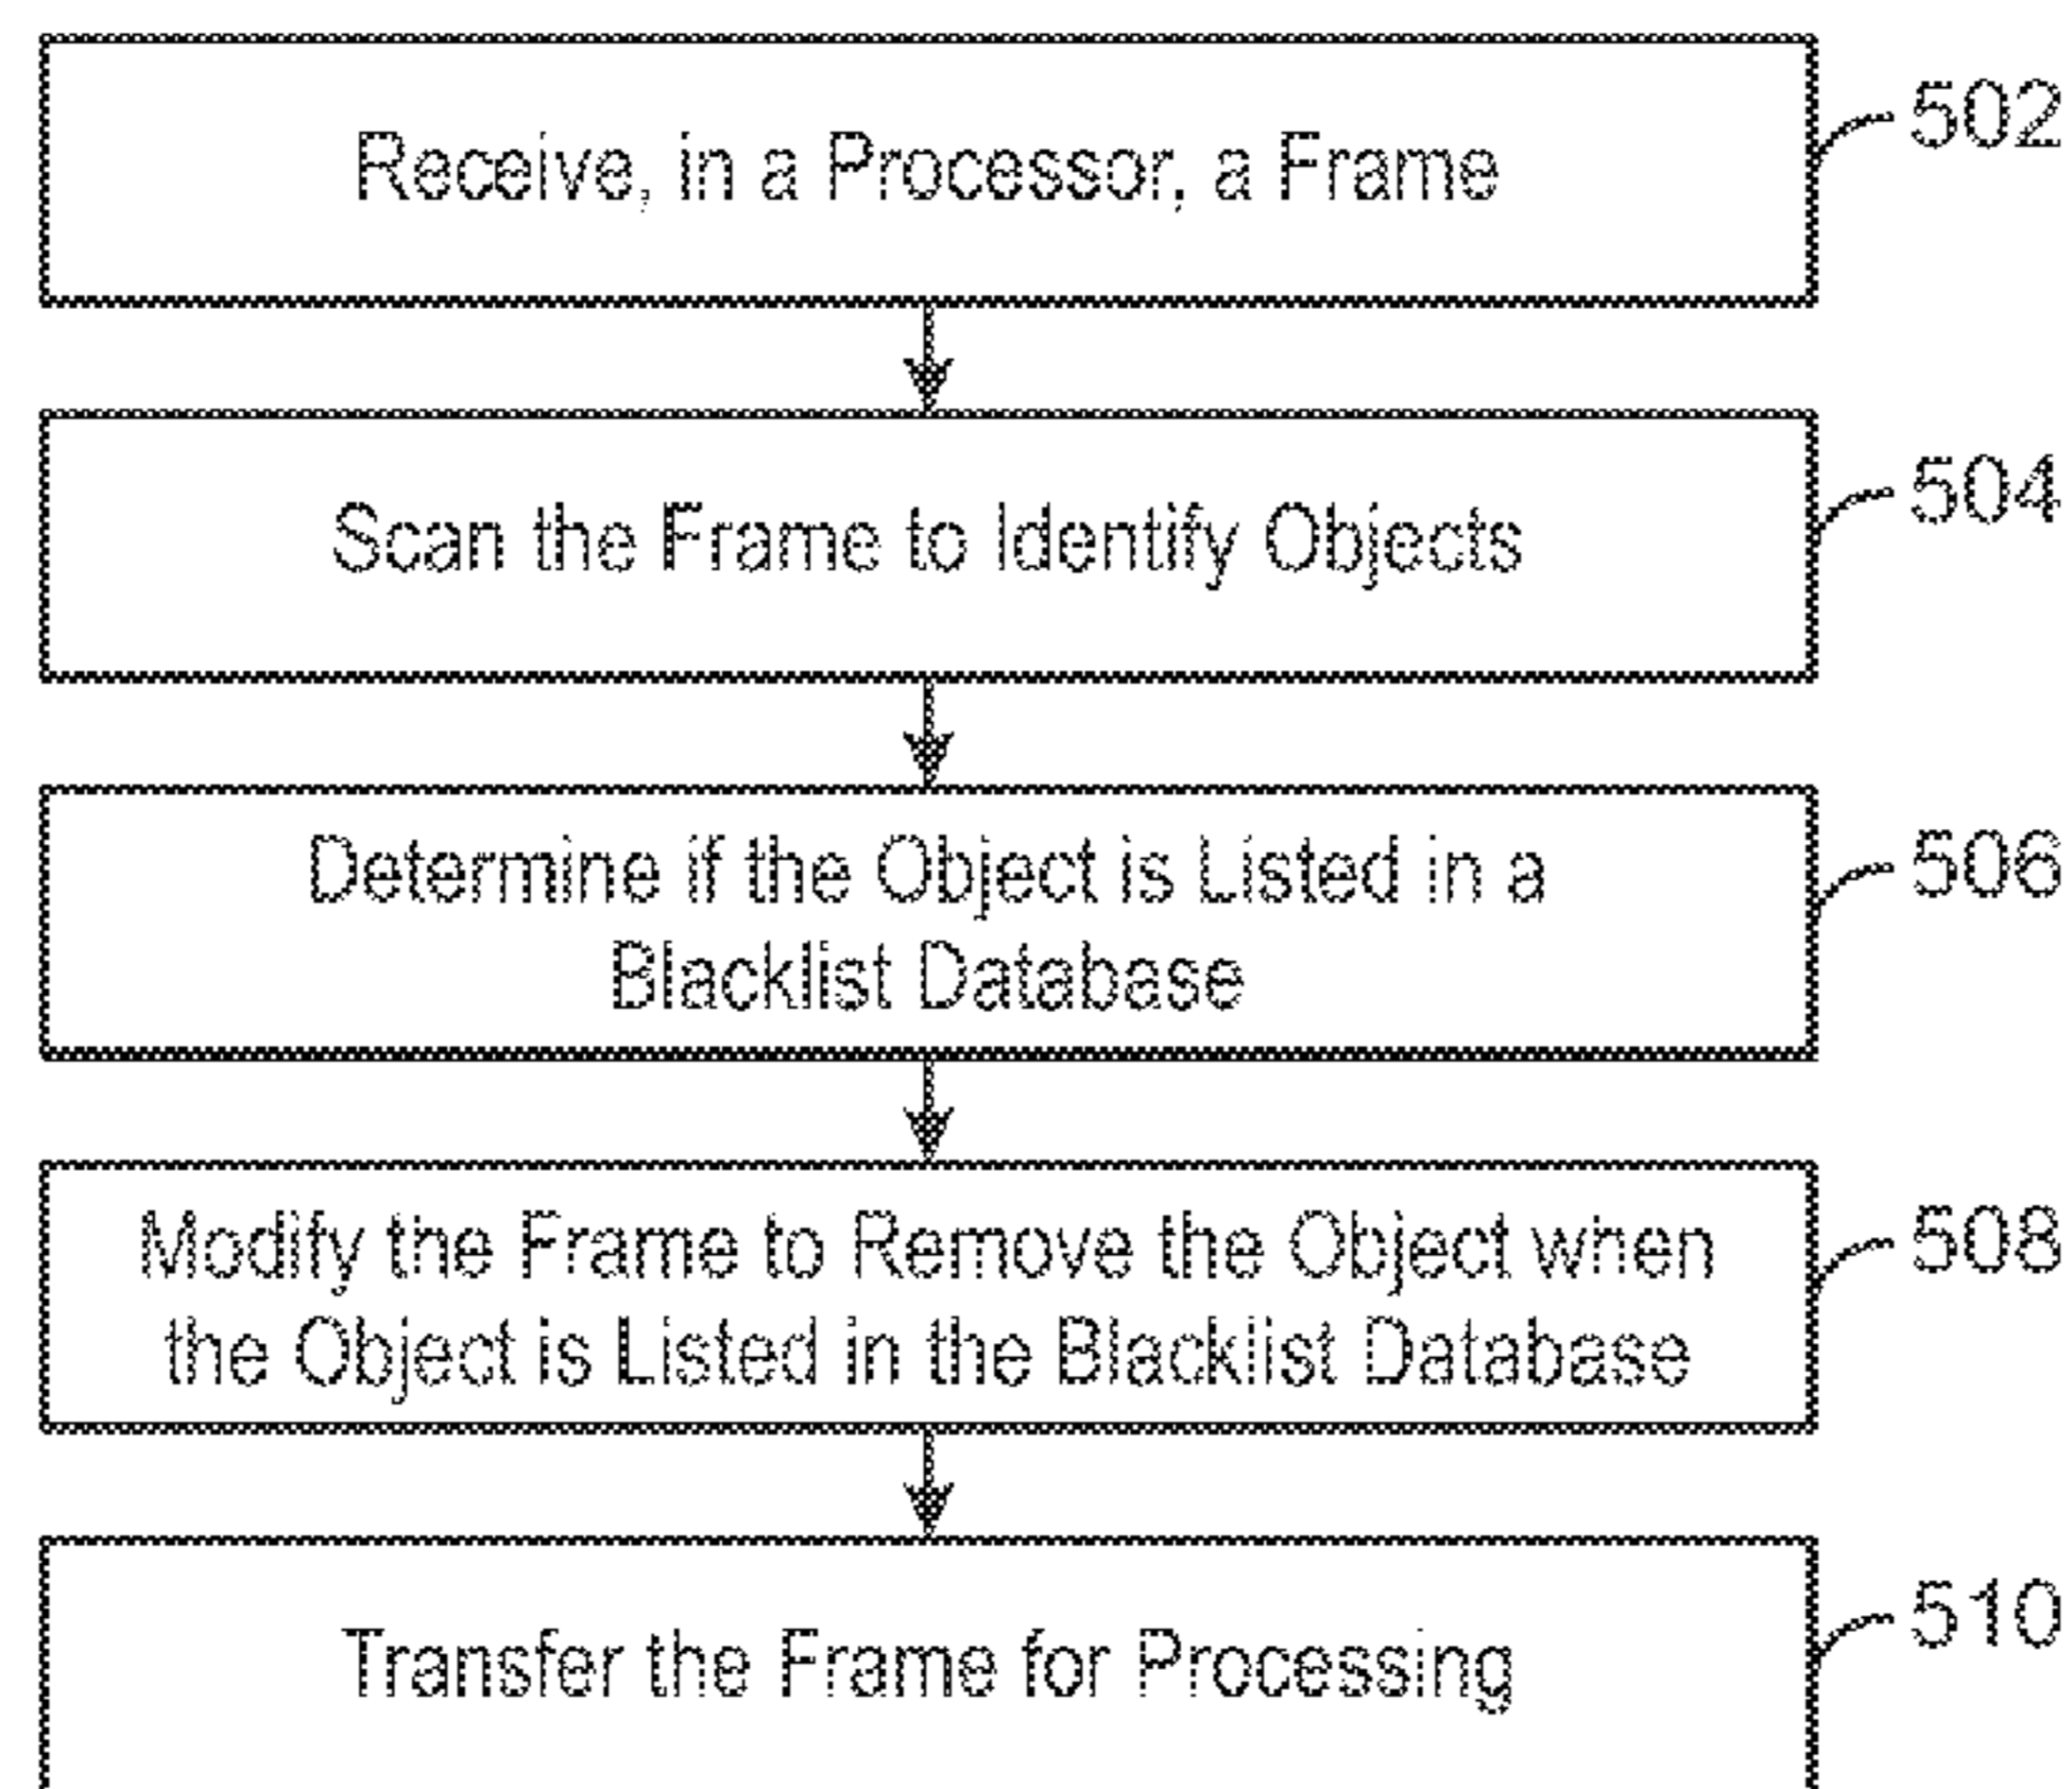 Receive, in a Processor, a Frame
502
Scan the Frame to Identify Objects
504
Determine if the Object is Listed in a
Blacklist Database
506
Modify the Frame to Remove the Object when
the Object is Listed in the Blacklist Database
508
Transfer the Frame for Processing
510